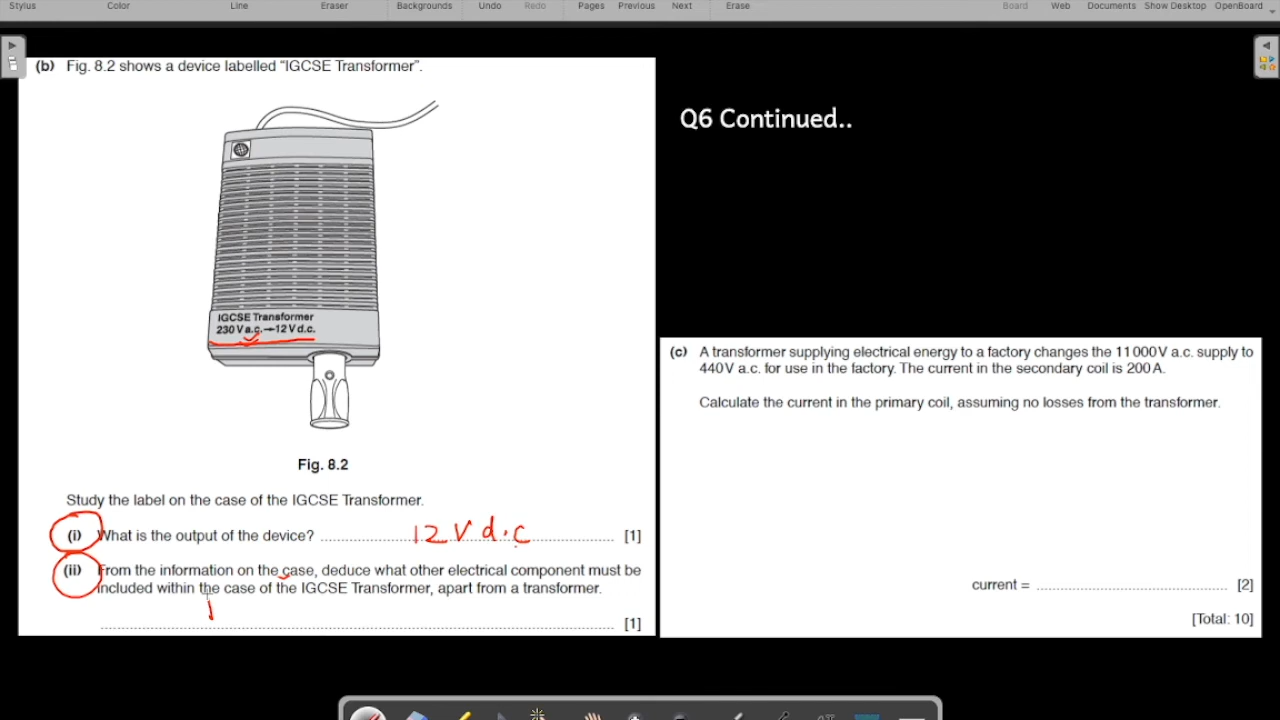 Stylus Color Line Eraser Backgrounds Undo Redo Pages Previous Next Erase Board Web Documents Show Desktop OpenBoard
(b) Fig. 8.2 shows a device labelled “IGCSE Transformer”.
IGCSE Transformer
230 V a.c.→12 V d.c.
Fig. 8.2
Study the label on the case of the IGCSE Transformer.
(i) What is the output of the device? 12 V d.c [1]
(ii) From the information on the case, deduce what other electrical component must be
included within the case of the IGCSE Transformer, apart from a transformer.
[1]
Q6 Continued..
(c) A transformer supplying electrical energy to a factory changes the 11 000 V a.c. supply to
440 V a.c. for use in the factory. The current in the secondary coil is 200 A.
Calculate the current in the primary coil, assuming no losses from the transformer.
current = [2]
[Total: 10]